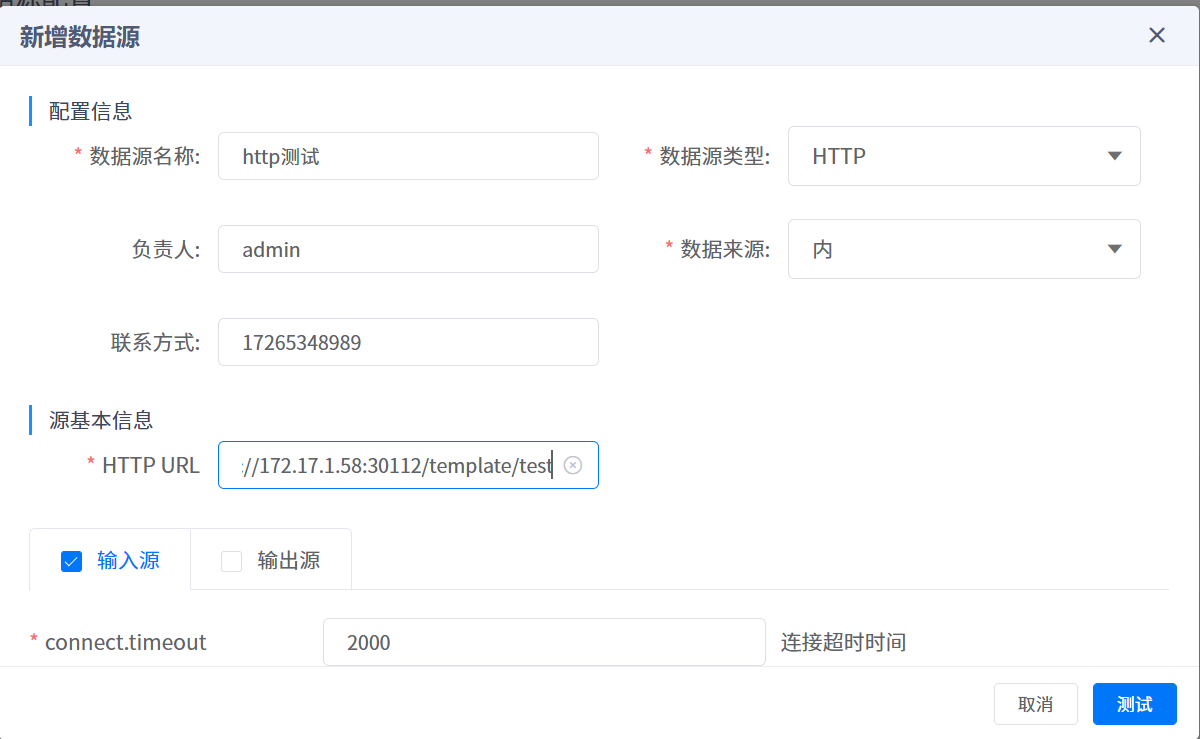 新增数据源
配置信息
* 数据源名称: http测试
* 数据源类型: HTTP
负责人: admin
* 数据来源: 内
联系方式: 17265348989
源基本信息
* HTTP URL ://172.17.1.58:30112/template/test
输入源 输出源
* connect.timeout 2000 连接超时时间
取消 测试